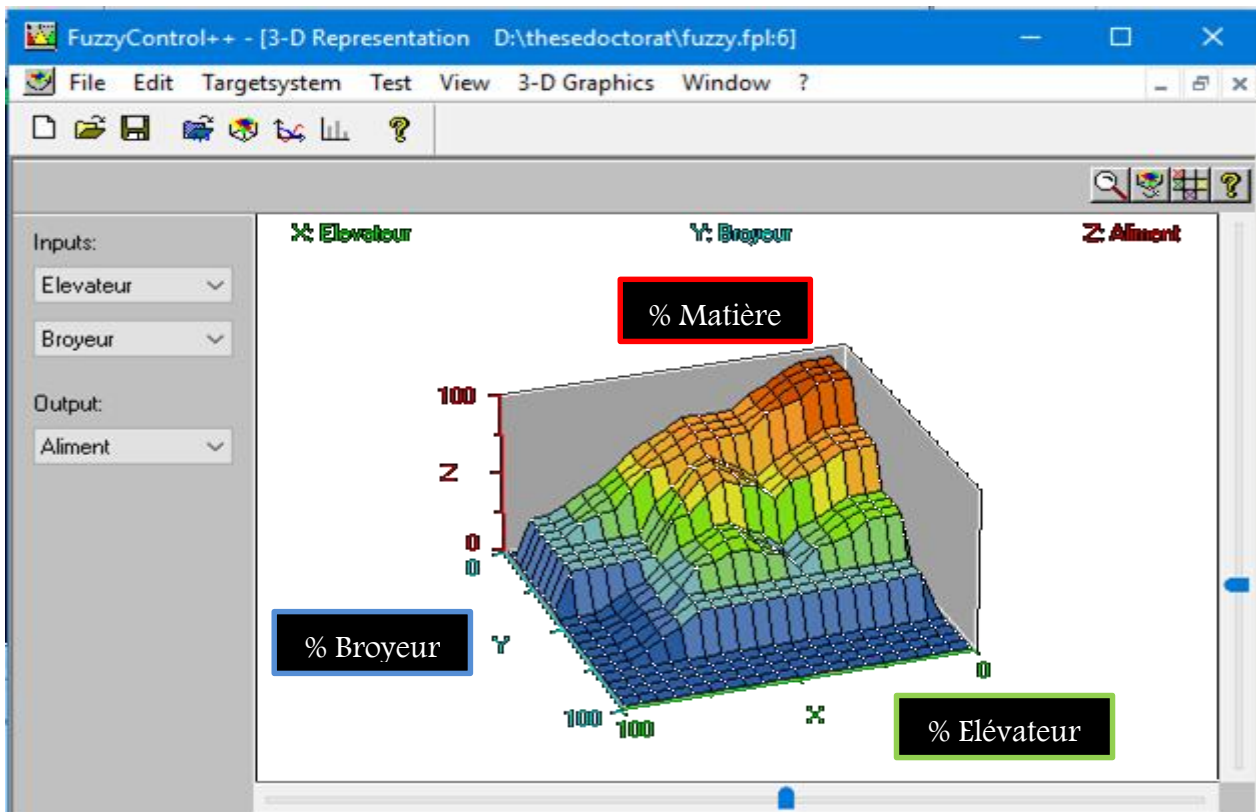 FuzzyControl++ - [3-D Representation D:\thesedoctorat\fuzzy.fpl:6]
File Edit Targetsystem Test View 3-D Graphics Window ?
Inputs:
Elevateur
Broyeur
Output:
Aliment
X: Elevateur Y: Broyeur Z: Aliment
% Matière
100
Z
0
0
% Broyeur
Y
100
100
X
0
% Elévateur